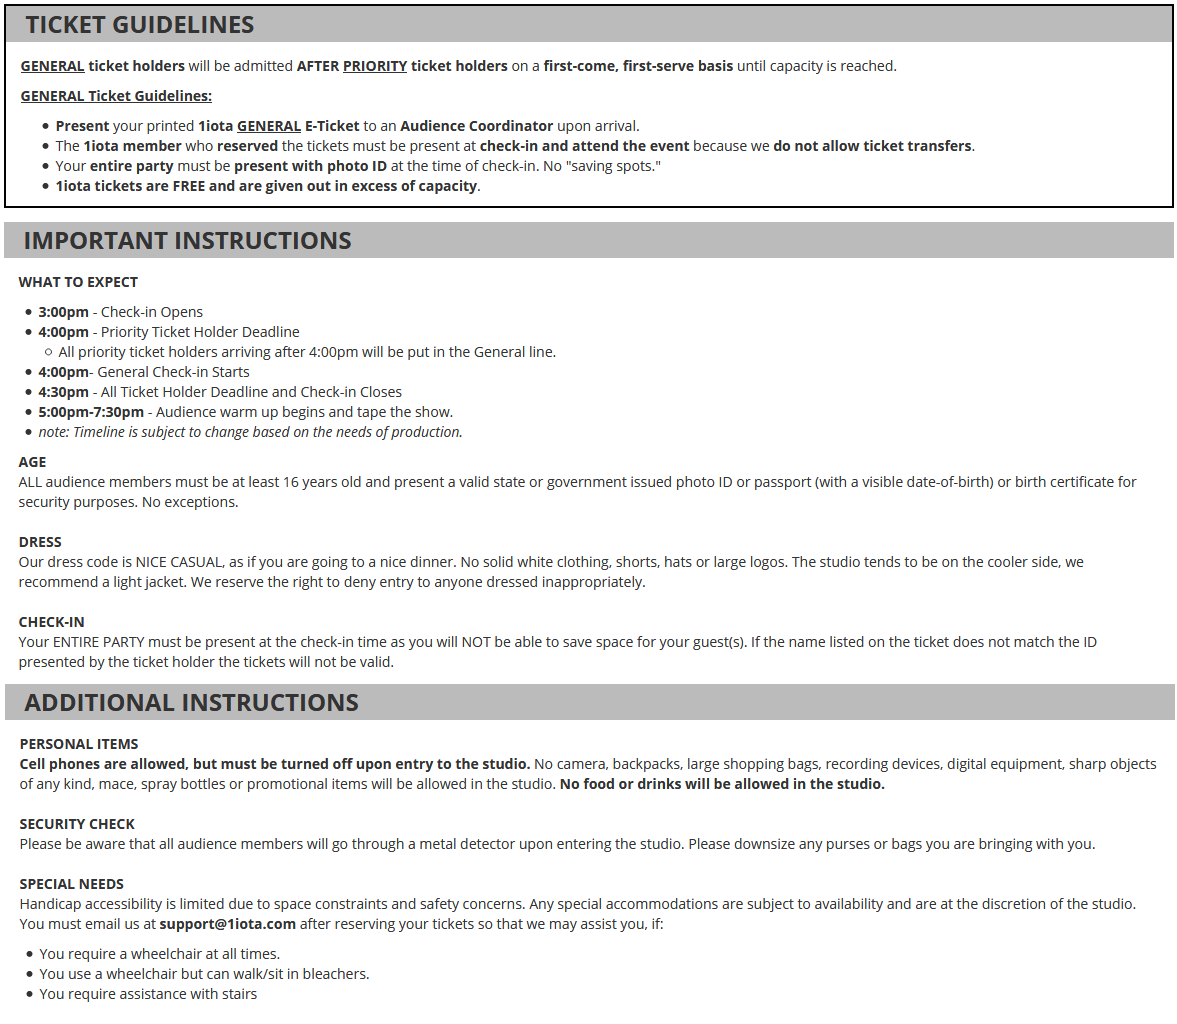 TICKET GUIDELINES
GENERAL ticket holders will be admitted AFTER PRIORITY ticket holders on a first-come, first-serve basis until capacity is reached.
GENERAL Ticket Guidelines:
• Present your printed 1iota GENERAL E-Ticket to an Audience Coordinator upon arrival.
• The 1iota member who reserved the tickets must be present at check-in and attend the event because we do not allow ticket transfers.
• Your entire party must be present with photo ID at the time of check-in. No "saving spots."
• 1iota tickets are FREE and are given out in excess of capacity.
IMPORTANT INSTRUCTIONS
WHAT TO EXPECT
• 3:00pm - Check-in Opens
• 4:00pm - Priority Ticket Holder Deadline
○ All priority ticket holders arriving after 4:00pm will be put in the General line.
• 4:00pm- General Check-in Starts
• 4:30pm - All Ticket Holder Deadline and Check-in Closes
• 5:00pm-7:30pm - Audience warm up begins and tape the show.
• note: Timeline is subject to change based on the needs of production.
AGE
ALL audience members must be at least 16 years old and present a valid state or government issued photo ID or passport (with a visible date-of-birth) or birth certificate for
security purposes. No exceptions.
DRESS
Our dress code is NICE CASUAL, as if you are going to a nice dinner. No solid white clothing, shorts, hats or large logos. The studio tends to be on the cooler side, we
recommend a light jacket. We reserve the right to deny entry to anyone dressed inappropriately.
CHECK-IN
Your ENTIRE PARTY must be present at the check-in time as you will NOT be able to save space for your guest(s). If the name listed on the ticket does not match the ID
presented by the ticket holder the tickets will not be valid.
ADDITIONAL INSTRUCTIONS
PERSONAL ITEMS
Cell phones are allowed, but must be turned off upon entry to the studio. No camera, backpacks, large shopping bags, recording devices, digital equipment, sharp objects
of any kind, mace, spray bottles or promotional items will be allowed in the studio. No food or drinks will be allowed in the studio.
SECURITY CHECK
Please be aware that all audience members will go through a metal detector upon entering the studio. Please downsize any purses or bags you are bringing with you.
SPECIAL NEEDS
Handicap accessibility is limited due to space constraints and safety concerns. Any special accommodations are subject to availability and are at the discretion of the studio.
You must email us at support@1iota.com after reserving your tickets so that we may assist you, if:
• You require a wheelchair at all times.
• You use a wheelchair but can walk/sit in bleachers.
• You require assistance with stairs